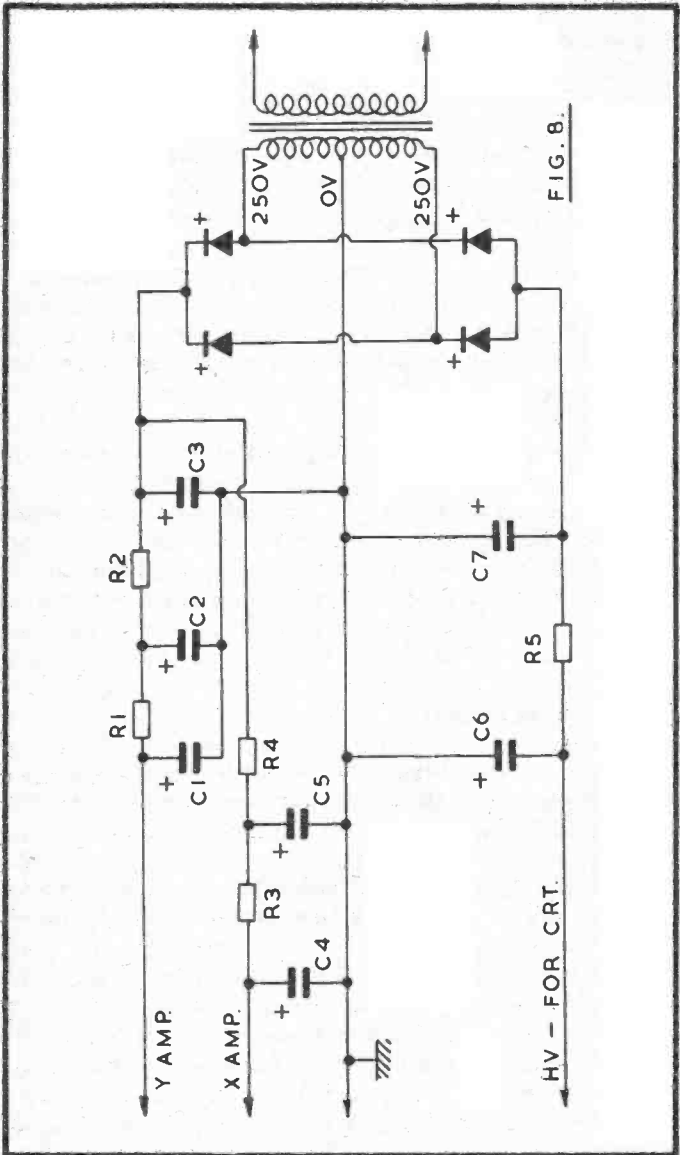 250V
0V
250V
FIG. 8.
+
+
+
+
C3
+
R2
C7
+
C2
+
R1
R5
C1
+
R4
C6
+
C5
+
R3
C4
+
Y AMP.
X AMP.
HV – FOR CRT.